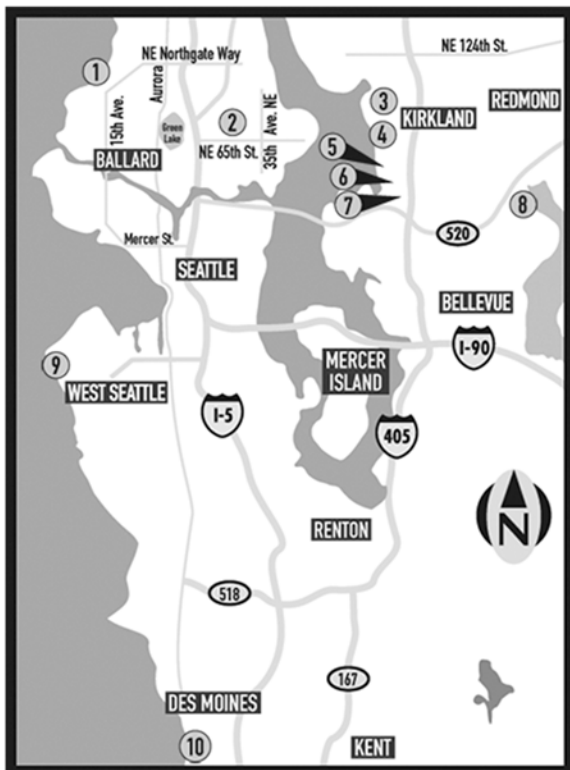 NE 124th St.
NE Northgate Way
1
Aurora
15th Ave.
3
REDMOND
KIRKLAND
2
35th Ave. NE
Green
Lake
4
5
NE 65th St.
BALLARD
6
7
8
520
Mercer St.
SEATTLE
BELLEVUE
I-90
MERCER
ISLAND
9
WEST SEATTLE
I-5
405
N
RENTON
518
167
DES MOINES
10
KENT